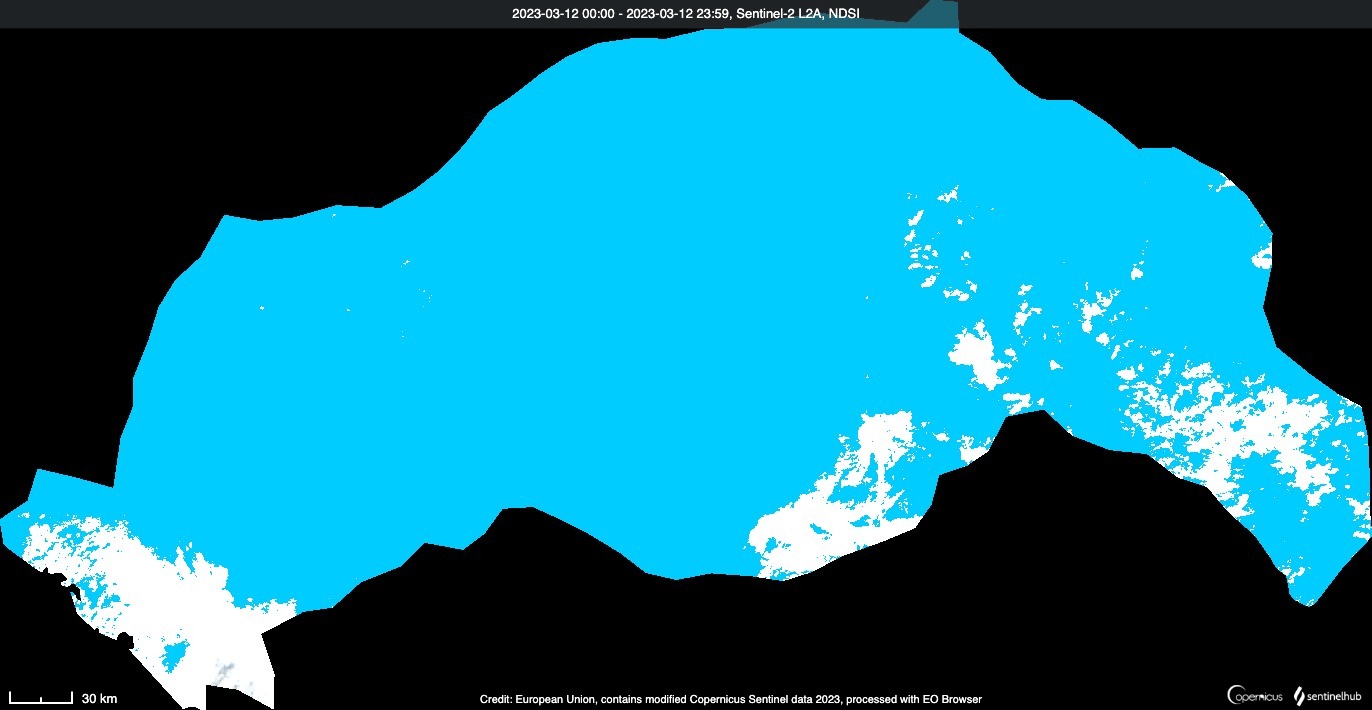 2023-03-12 00:00 - 2023-03-12 23:59, Sentinel-2 L2A, NDSI
30 km
Credit: European Union, contains modified Copernicus Sentinel data 2023, processed with EO Browser
Copernicus
sentinelhub